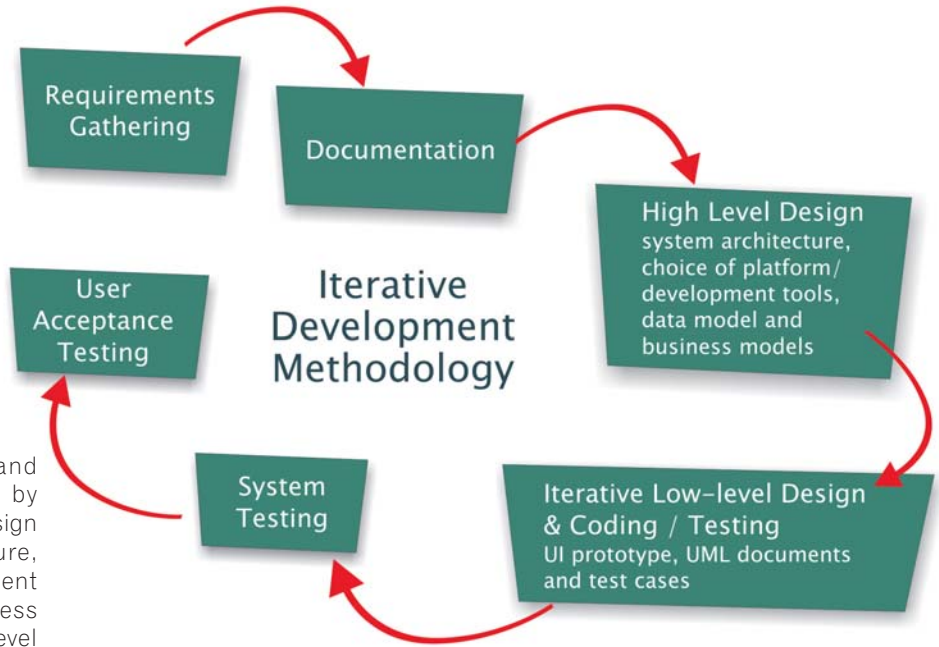 Requirements
Gathering
Documentation
High Level Design
system architecture,
choice of platform/
development tools,
data model and
business models
Iterative
Development
Methodology
User
Acceptance
Testing
System
Testing
Iterative Low-level Design
& Coding / Testing
UI prototype, UML documents
and test cases
and
by
sign
ure,
ent
ess
evel